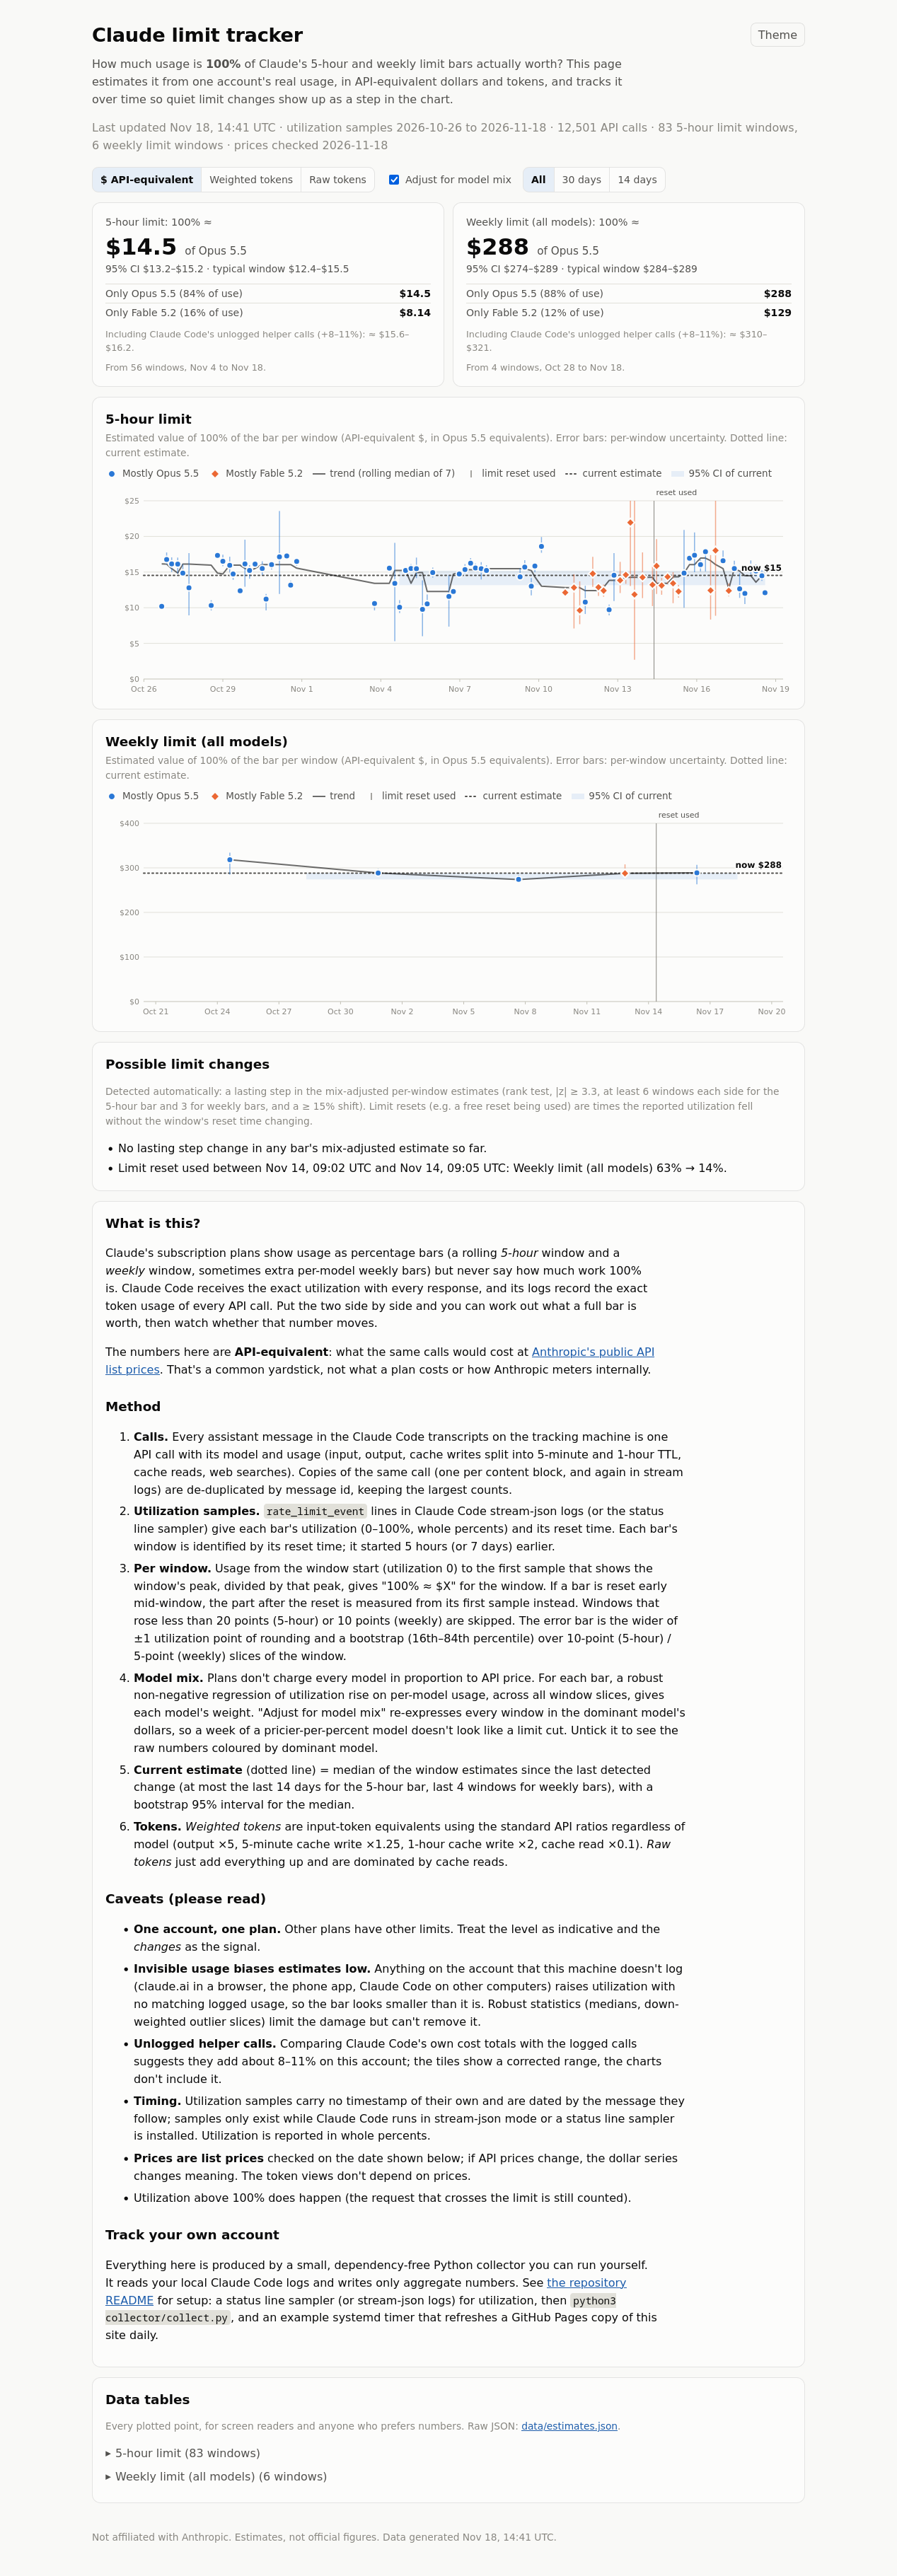 Claude limit tracker
Theme
How much usage is 100% of Claude's 5-hour and weekly limit bars actually worth? This page
estimates it from one account's real usage, in API-equivalent dollars and tokens, and tracks it
over time so quiet limit changes show up as a step in the chart.
Last updated Nov 18, 14:41 UTC · utilization samples 2026-10-26 to 2026-11-18 · 12,501 API calls · 83 5-hour limit windows,
6 weekly limit windows · prices checked 2026-11-18
$ API-equivalent Weighted tokens Raw tokens Adjust for model mix All 30 days 14 days
5-hour limit: 100% ≈
$14.5 of Opus 5.5
95% CI $13.2–$15.2 · typical window $12.4–$15.5
Only Opus 5.5 (84% of use) $14.5
Only Fable 5.2 (16% of use) $8.14
Including Claude Code's unlogged helper calls (+8–11%): ≈ $15.6–
$16.2.
From 56 windows, Nov 4 to Nov 18.
Weekly limit (all models): 100% ≈
$288 of Opus 5.5
95% CI $274–$289 · typical window $284–$289
Only Opus 5.5 (88% of use) $288
Only Fable 5.2 (12% of use) $129
Including Claude Code's unlogged helper calls (+8–11%): ≈ $310–
$321.
From 4 windows, Oct 28 to Nov 18.
5-hour limit
Estimated value of 100% of the bar per window (API-equivalent $, in Opus 5.5 equivalents). Error bars: per-window uncertainty. Dotted line:
current estimate.
Mostly Opus 5.5 Mostly Fable 5.2 trend (rolling median of 7) limit reset used current estimate 95% CI of current
reset used
$25
$20
$15
now $15
$10
$5
$0
Oct 26 Oct 29 Nov 1 Nov 4 Nov 7 Nov 10 Nov 13 Nov 16 Nov 19
Weekly limit (all models)
Estimated value of 100% of the bar per window (API-equivalent $, in Opus 5.5 equivalents). Error bars: per-window uncertainty. Dotted line:
current estimate.
Mostly Opus 5.5 Mostly Fable 5.2 trend limit reset used current estimate 95% CI of current
reset used
$400
$300
now $288
$200
$100
$0
Oct 21 Oct 24 Oct 27 Oct 30 Nov 2 Nov 5 Nov 8 Nov 11 Nov 14 Nov 17 Nov 20
Possible limit changes
Detected automatically: a lasting step in the mix-adjusted per-window estimates (rank test, |z| ≥ 3.3, at least 6 windows each side for the
5-hour bar and 3 for weekly bars, and a ≥ 15% shift). Limit resets (e.g. a free reset being used) are times the reported utilization fell
without the window's reset time changing.
• No lasting step change in any bar's mix-adjusted estimate so far.
• Limit reset used between Nov 14, 09:02 UTC and Nov 14, 09:05 UTC: Weekly limit (all models) 63% → 14%.
What is this?
Claude's subscription plans show usage as percentage bars (a rolling 5-hour window and a
weekly window, sometimes extra per-model weekly bars) but never say how much work 100%
is. Claude Code receives the exact utilization with every response, and its logs record the exact
token usage of every API call. Put the two side by side and you can work out what a full bar is
worth, then watch whether that number moves.
The numbers here are API-equivalent: what the same calls would cost at Anthropic's public API
list prices. That's a common yardstick, not what a plan costs or how Anthropic meters internally.
Method
1. Calls. Every assistant message in the Claude Code transcripts on the tracking machine is one
API call with its model and usage (input, output, cache writes split into 5-minute and 1-hour TTL,
cache reads, web searches). Copies of the same call (one per content block, and again in stream
logs) are de-duplicated by message id, keeping the largest counts.
2. Utilization samples. rate_limit_event lines in Claude Code stream-json logs (or the status
line sampler) give each bar's utilization (0–100%, whole percents) and its reset time. Each bar's
window is identified by its reset time; it started 5 hours (or 7 days) earlier.
3. Per window. Usage from the window start (utilization 0) to the first sample that shows the
window's peak, divided by that peak, gives "100% ≈ $X" for the window. If a bar is reset early
mid-window, the part after the reset is measured from its first sample instead. Windows that
rose less than 20 points (5-hour) or 10 points (weekly) are skipped. The error bar is the wider of
±1 utilization point of rounding and a bootstrap (16th–84th percentile) over 10-point (5-hour) /
5-point (weekly) slices of the window.
4. Model mix. Plans don't charge every model in proportion to API price. For each bar, a robust
non-negative regression of utilization rise on per-model usage, across all window slices, gives
each model's weight. "Adjust for model mix" re-expresses every window in the dominant model's
dollars, so a week of a pricier-per-percent model doesn't look like a limit cut. Untick it to see the
raw numbers coloured by dominant model.
5. Current estimate (dotted line) = median of the window estimates since the last detected
change (at most the last 14 days for the 5-hour bar, last 4 windows for weekly bars), with a
bootstrap 95% interval for the median.
6. Tokens. Weighted tokens are input-token equivalents using the standard API ratios regardless of
model (output ×5, 5-minute cache write ×1.25, 1-hour cache write ×2, cache read ×0.1). Raw
tokens just add everything up and are dominated by cache reads.
Caveats (please read)
• One account, one plan. Other plans have other limits. Treat the level as indicative and the
changes as the signal.
• Invisible usage biases estimates low. Anything on the account that this machine doesn't log
(claude.ai in a browser, the phone app, Claude Code on other computers) raises utilization with
no matching logged usage, so the bar looks smaller than it is. Robust statistics (medians, down-
weighted outlier slices) limit the damage but can't remove it.
• Unlogged helper calls. Comparing Claude Code's own cost totals with the logged calls
suggests they add about 8–11% on this account; the tiles show a corrected range, the charts
don't include it.
• Timing. Utilization samples carry no timestamp of their own and are dated by the message they
follow; samples only exist while Claude Code runs in stream-json mode or a status line sampler
is installed. Utilization is reported in whole percents.
• Prices are list prices checked on the date shown below; if API prices change, the dollar series
changes meaning. The token views don't depend on prices.
• Utilization above 100% does happen (the request that crosses the limit is still counted).
Track your own account
Everything here is produced by a small, dependency-free Python collector you can run yourself.
It reads your local Claude Code logs and writes only aggregate numbers. See the repository
README for setup: a status line sampler (or stream-json logs) for utilization, then python3
collector/collect.py, and an example systemd timer that refreshes a GitHub Pages copy of this
site daily.
Data tables
Every plotted point, for screen readers and anyone who prefers numbers. Raw JSON: data/estimates.json.
▸ 5-hour limit (83 windows)
▸ Weekly limit (all models) (6 windows)
Not affiliated with Anthropic. Estimates, not official figures. Data generated Nov 18, 14:41 UTC.